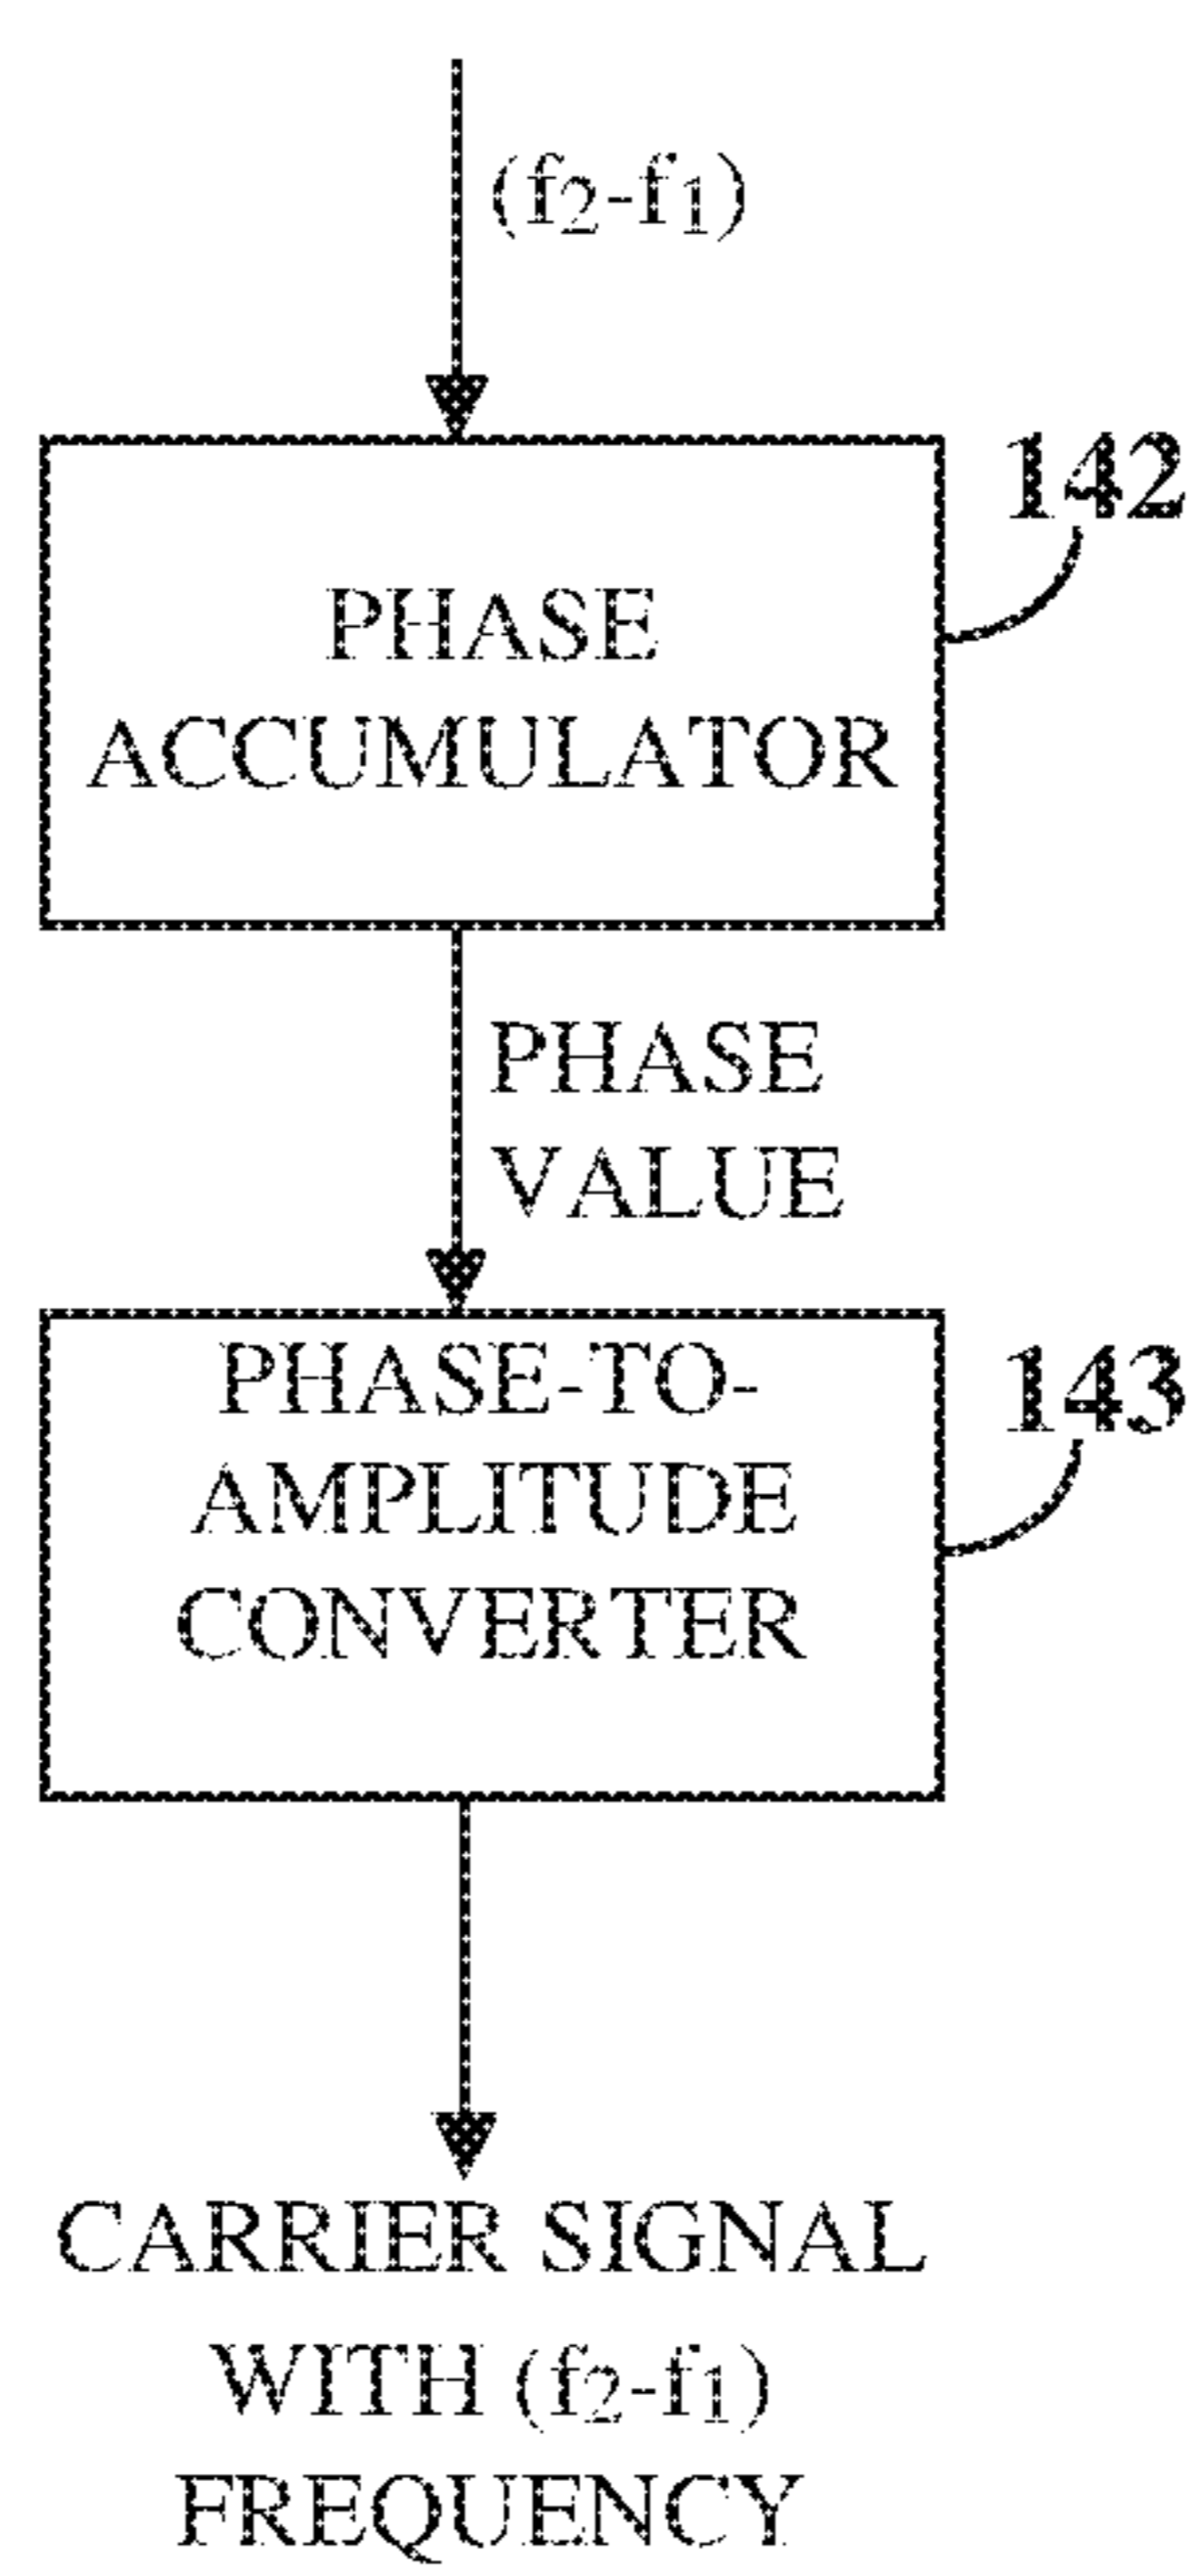 (f₂-f₁)
142
PHASE
ACCUMULATOR
PHASE
VALUE
PHASE-TO-
AMPLITUDE
CONVERTER
143
CARRIER SIGNAL
WITH (f₂-f₁)
FREQUENCY